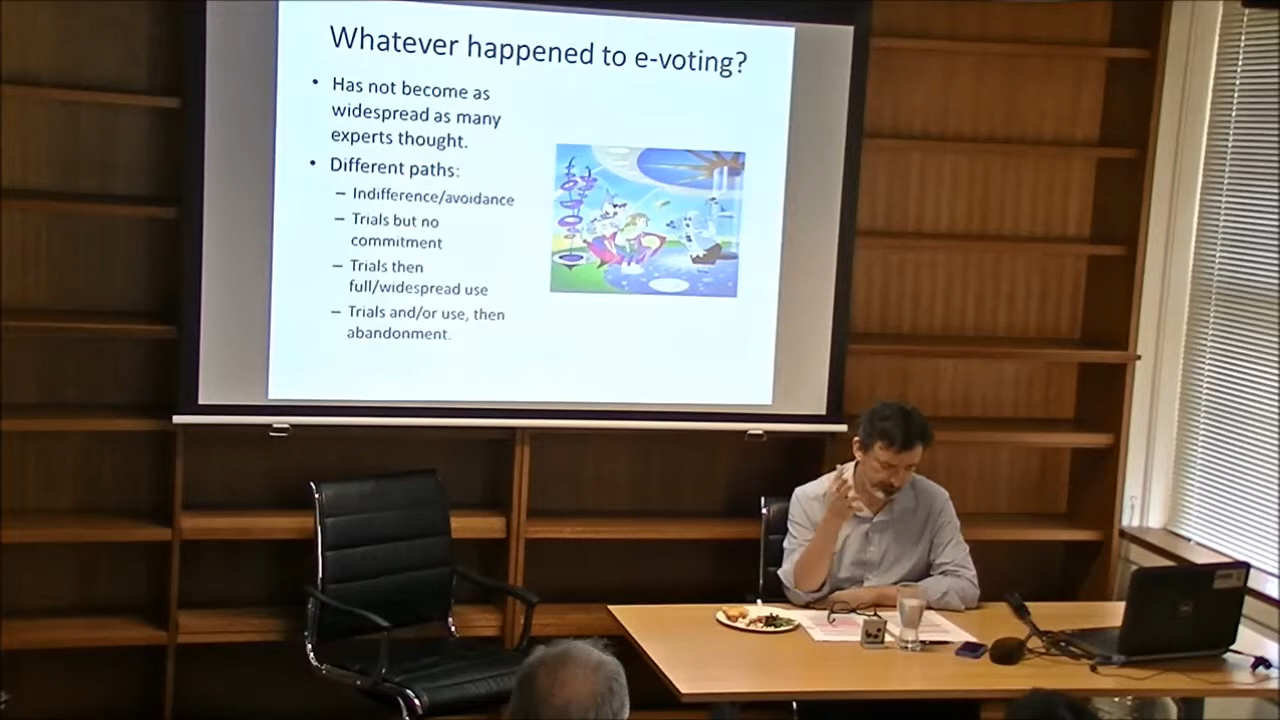 Whatever happened to e-voting?
• Has not become as
widespread as many
experts thought.
• Different paths:
– Indifference/avoidance
– Trials but no
commitment
– Trials then
full/widespread use
– Trials and/or use, then
abandonment.